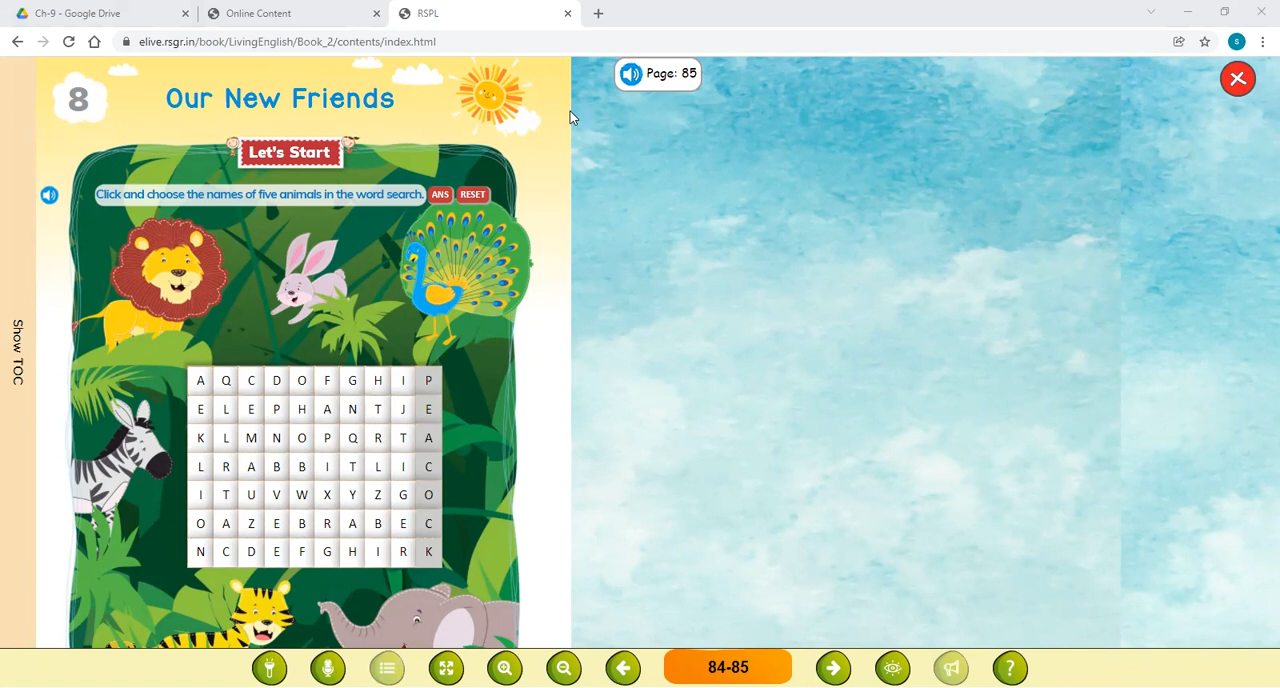 Ch-9 - Google Drive
Online Content
RSPL
elive.rsgr.in/book/LivingEnglish/Book_2/contents/index.html
S
8
Our New Friends
Page: 85
Let's Start
Click and choose the names of five animals in the word search.
ANS
RESET
Show TOC
A Q C D O F G H I P
E L E P H A N T J E
K L M N O P Q R T A
L R A B B I T L I C
I T U V W X Y Z G O
O A Z E B R A B E C
N C D E F G H I R K
84-85
?